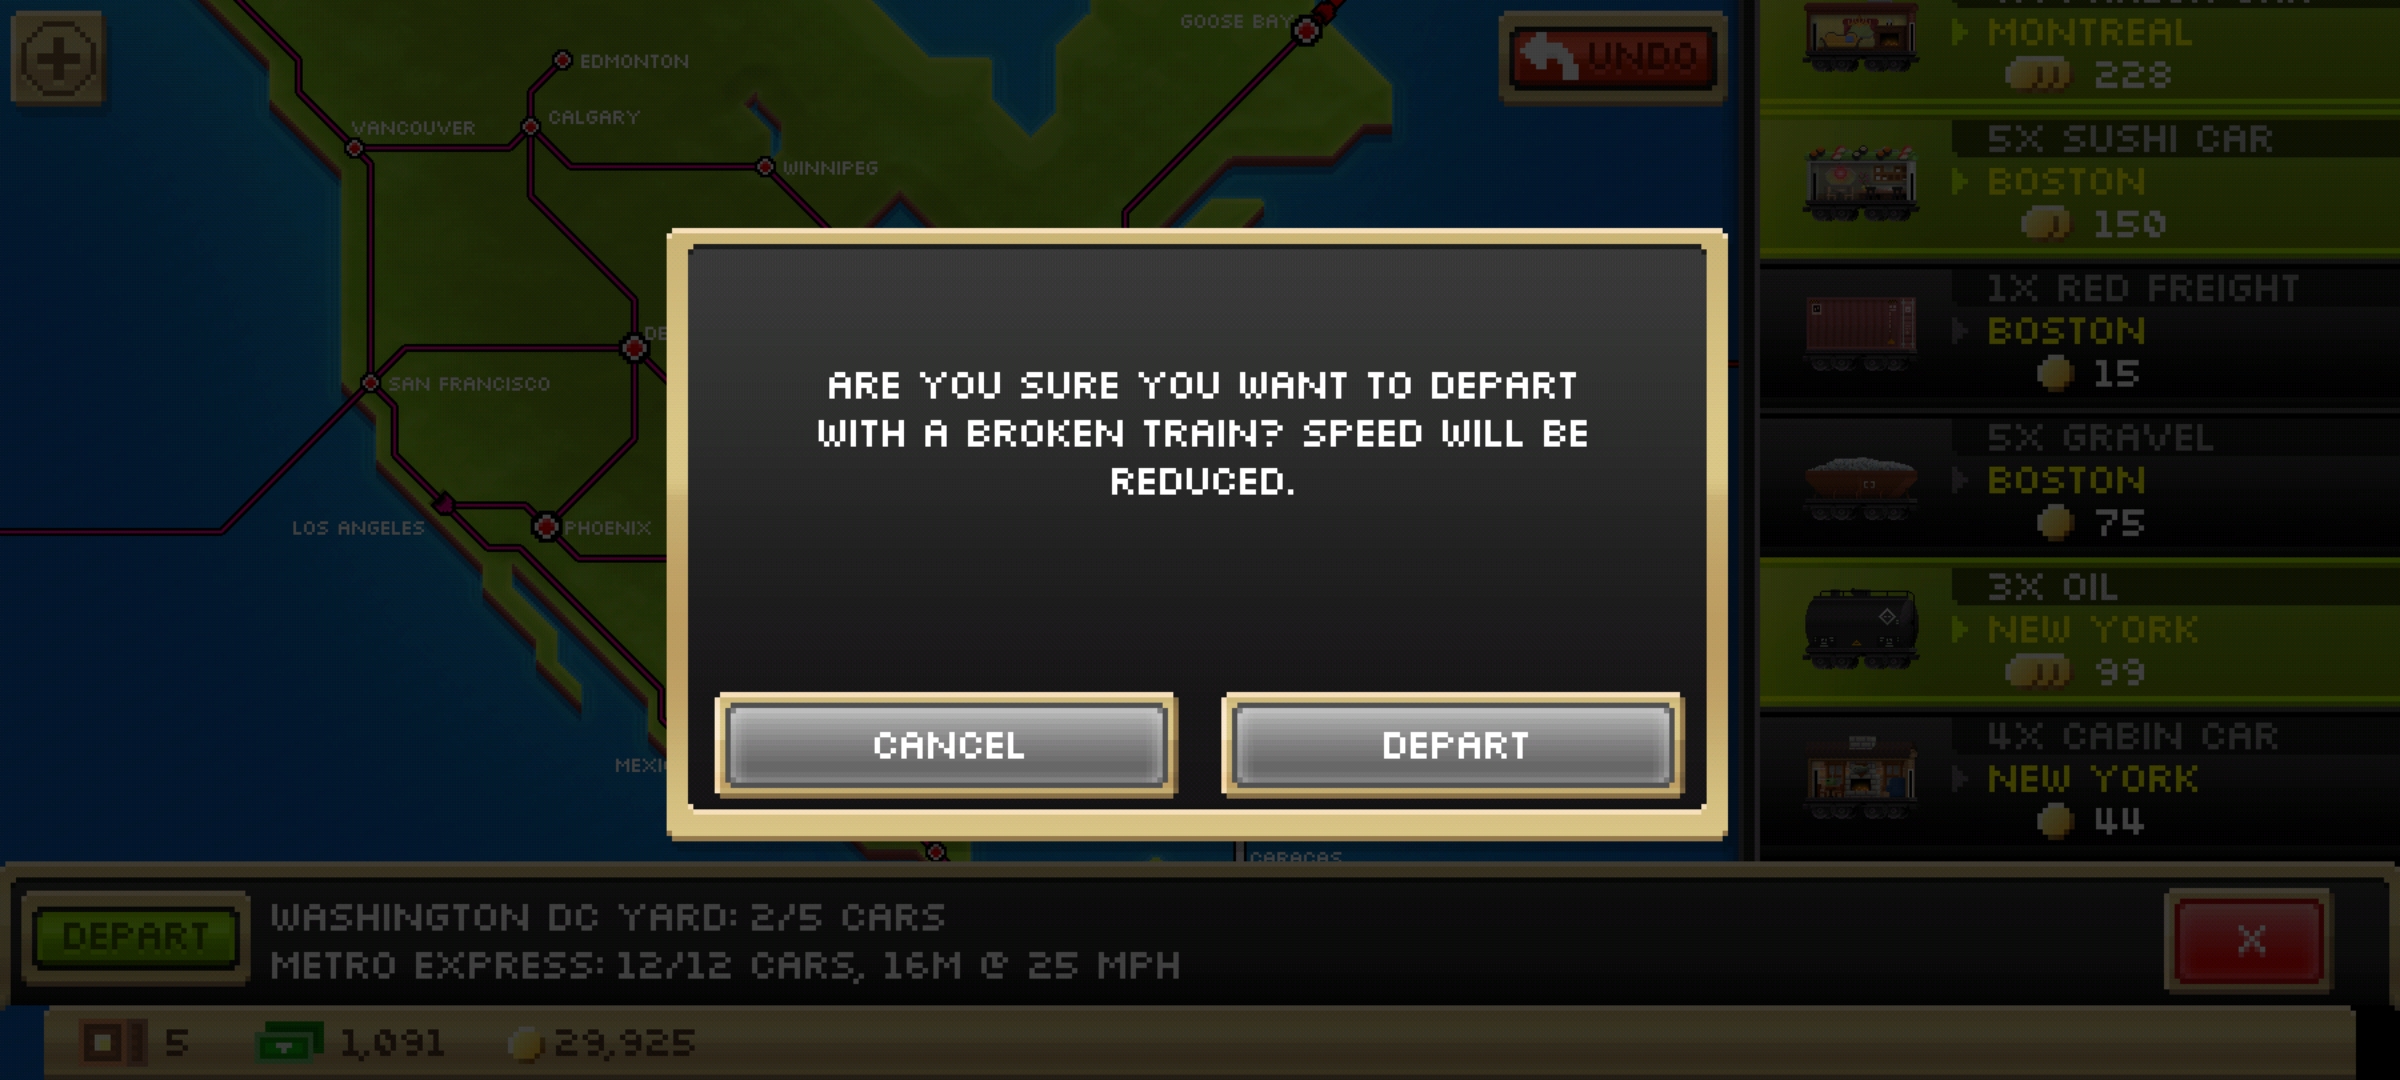 GOOSE BAY
UNDO
EDMONTON
CALGARY
VANCOUVER
WINNIPEG
SAN FRANCISCO
LOS ANGELES
PHOENIX
CARACAS
ARE YOU SURE YOU WANT TO DEPART
WITH A BROKEN TRAIN? SPEED WILL BE
REDUCED.
CANCEL
DEPART
MONTREAL
228
5X SUSHI CAR
BOSTON
150
1X RED FREIGHT
BOSTON
15
5X GRAVEL
BOSTON
75
3X OIL
NEW YORK
99
4X CABIN CAR
NEW YORK
44
DEPART
WASHINGTON DC YARD: 2/5 CARS
METRO EXPRESS: 12/12 CARS, 16M @ 25 MPH
X
5
1,091
29,925